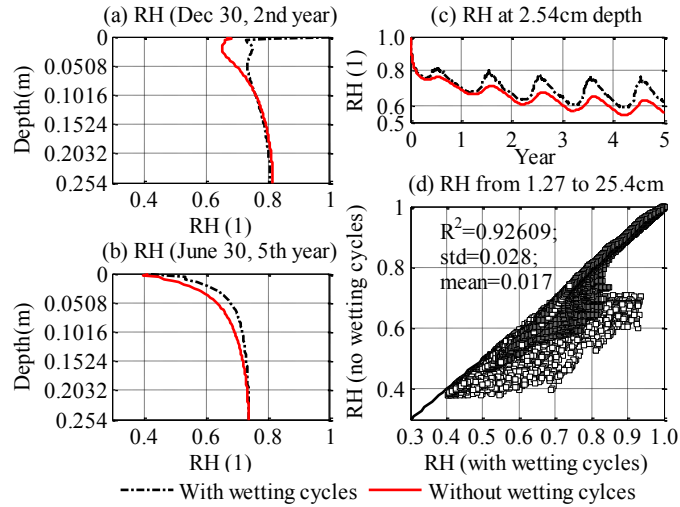 (a) RH (Dec 30, 2nd year)
0
0.0508
0.1016
0.1524
0.2032
0.254
Depth(m)
0.4 0.6 0.8 1
RH (1)
(b) RH (June 30, 5th year)
0
0.0508
0.1016
0.1524
0.2032
0.254
Depth(m)
0.4 0.6 0.8 1
RH (1)
(c) RH at 2.54cm depth
1.0
0.8
0.6
0.5
RH (1)
0 1 2 3 4 5
Year
(d) RH from 1.27 to 25.4cm
R²=0.92609;
std=0.028;
mean=0.017
1
0.8
0.6
0.4
RH (no wetting cycles)
0.3 0.4 0.5 0.6 0.7 0.8 0.9 1.0
RH (with wetting cycles)
With wetting cycles Without wetting cylces